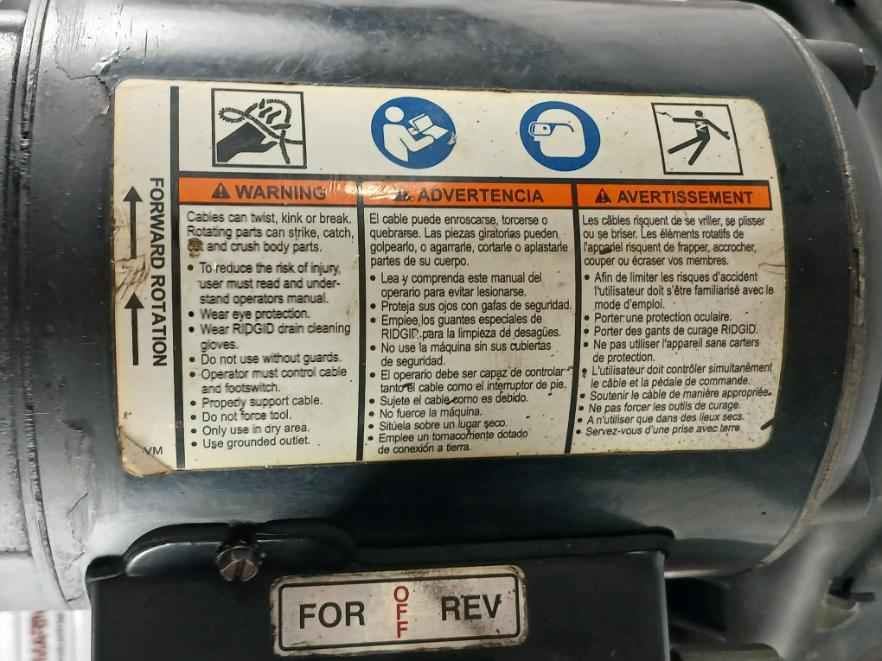 FORWARD ROTATION
WARNING
Cables can twist, kink or break.
Rotating parts can strike, catch,
and crush body parts.
• To reduce the risk of injury,
user must read and under-
stand operators manual.
• Wear eye protection.
• Wear RIDGID drain cleaning
gloves.
• Do not use without guards.
• Operator must control cable
and footswitch.
• Properly support cable.
• Do not force tool.
• Only use in dry area.
• Use grounded outlet.
VM
ADVERTENCIA
El cable puede enroscarse, torcerse o
quebrarse. Las piezas giratorias pueden
golpearlo, o agarrarle, cortarle o aplastarle
partes de su cuerpo.
• Lea y comprenda este manual del
operario para evitar lesionarse.
• Proteja sus ojos con gafas de seguridad.
• Emplee los guantes especiales de
RIDGID para la limpieza de desagües.
• No use la máquina sin sus cubiertas
de seguridad.
• El operario debe ser capaz de controlar
tanto el cable como el interruptor de pie.
• Sujete el cable como es debido.
• No fuerce la máquina.
• Sitúela sobre un lugar seco.
• Emplee un tomacorriente dotado
de conexión a tierra.
AVERTISSEMENT
Les câbles risquent de se vriller, se plisser
ou se briser. Les éléments rotatifs de
l'appareil risquent de frapper, accrocher,
couper ou écraser vos membres.
• Afin de limiter les risques d'accident
l'utilisateur doit s'être familiarisé avec le
mode d'emploi.
• Porter une protection oculaire.
• Porter des gants de curage RIDGID.
• Ne pas utiliser l'appareil sans carters
de protection.
• L'utilisateur doit contrôler simultanément
le câble et la pédale de commande.
• Soutenir le câble de manière appropriée.
• Ne pas forcer les outils de curage.
• A n'utiliser que dans des lieux secs.
• Servez-vous d'une prise avec terre.
FOR OFF REV